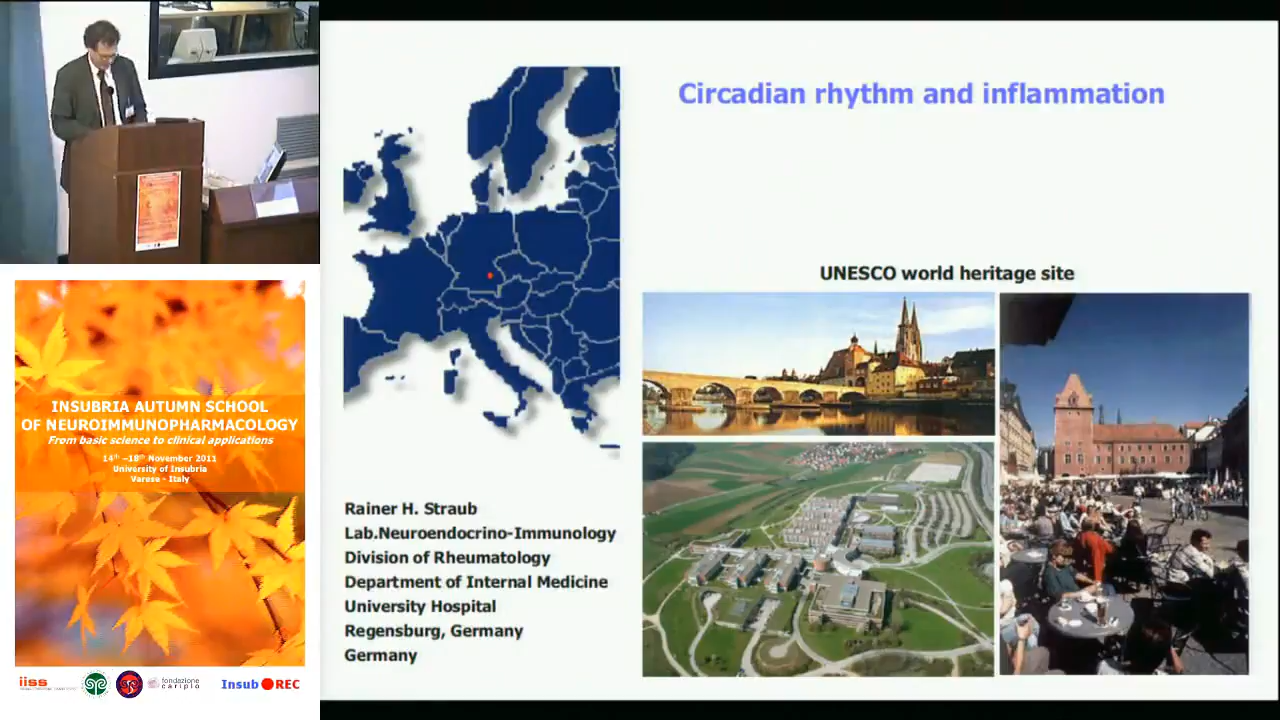 Circadian rhythm and inflammation
UNESCO world heritage site
Rainer H. Straub
Lab.Neuroendocrino-Immunology
Division of Rheumatology
Department of Internal Medicine
University Hospital
Regensburg, Germany
Germany
INSUBRIA AUTUMN SCHOOL
OF NEUROIMMUNOPHARMACOLOGY
From basic science to clinical applications
14th –18th November 2011
University of Insubria
Varese - Italy
iiss
fondazione
cariplo
Insub REC